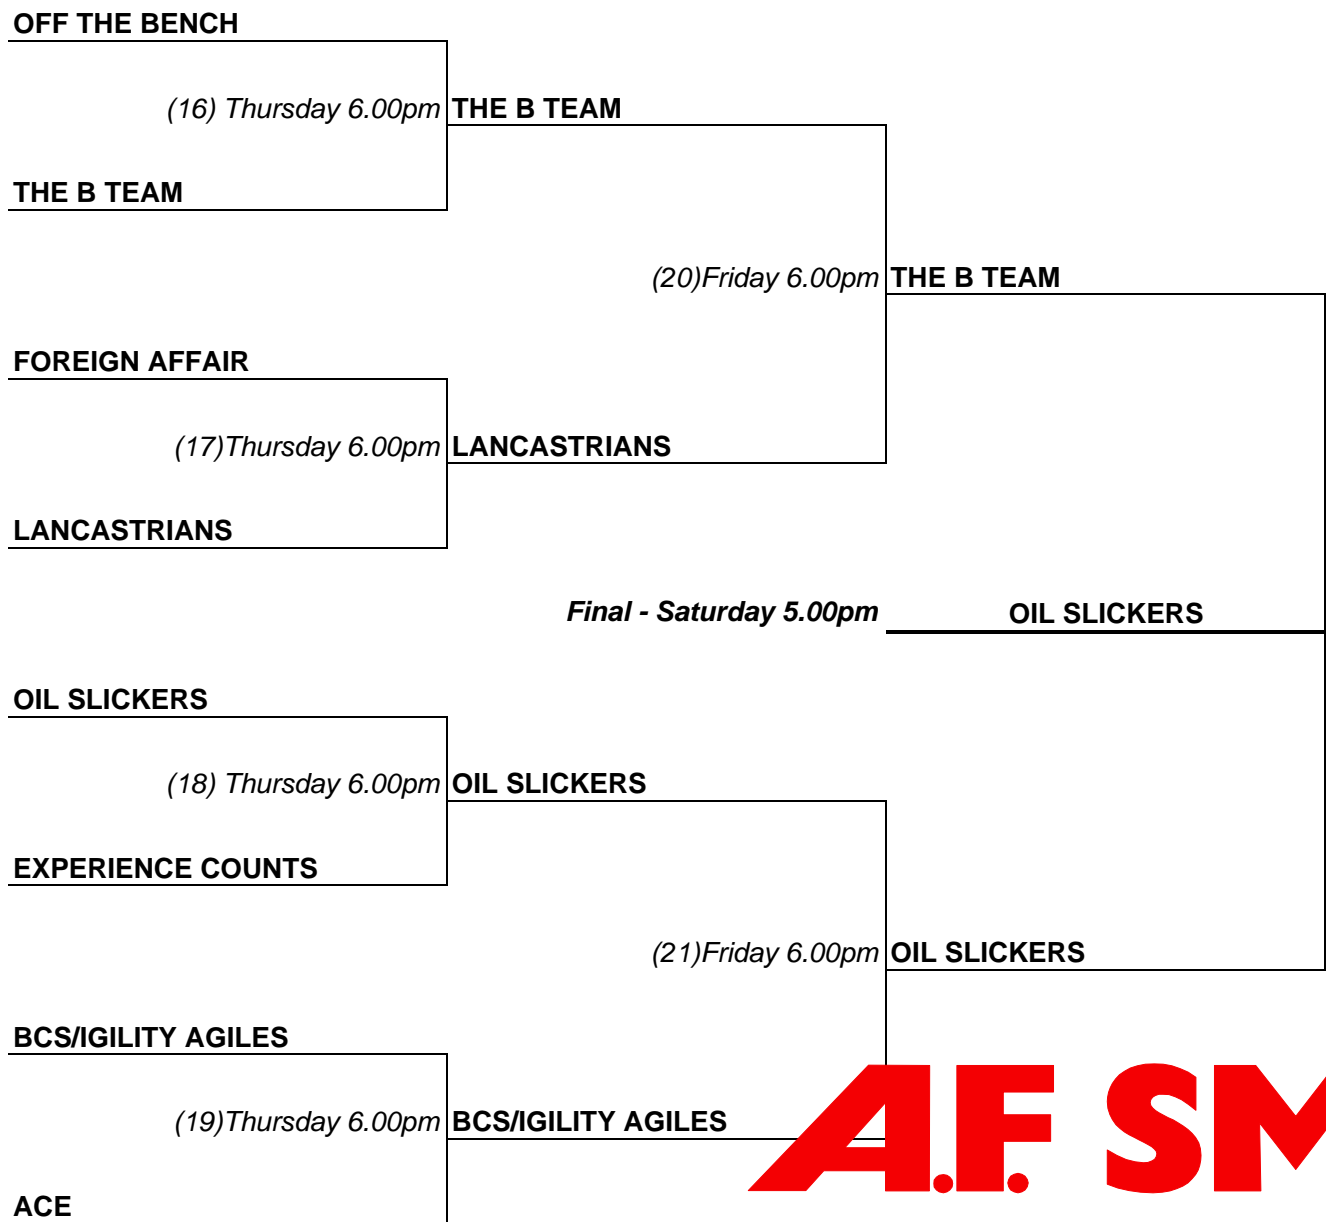 OFF THE BENCH
(16) Thursday 6.00pm THE B TEAM
THE B TEAM
(20)Friday 6.00pm THE B TEAM
FOREIGN AFFAIR
(17)Thursday 6.00pm LANCASTRIANS
LANCASTRIANS
Final - Saturday 5.00pm OIL SLICKERS
OIL SLICKERS
(18) Thursday 6.00pm OIL SLICKERS
EXPERIENCE COUNTS
(21)Friday 6.00pm OIL SLICKERS
BCS/IGILITY AGILES
(19)Thursday 6.00pm BCS/IGILITY AGILES
A.F. SM
ACE